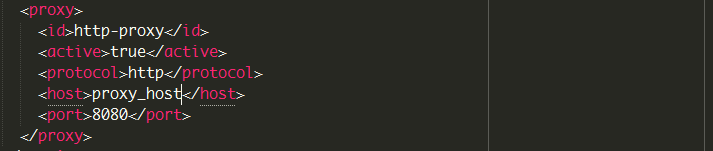 <proxy>
<id>http-proxy</id>
<active>true</active>
<protocol>http</protocol>
<host>proxy_host</host>
<port>8080</port>
</proxy>